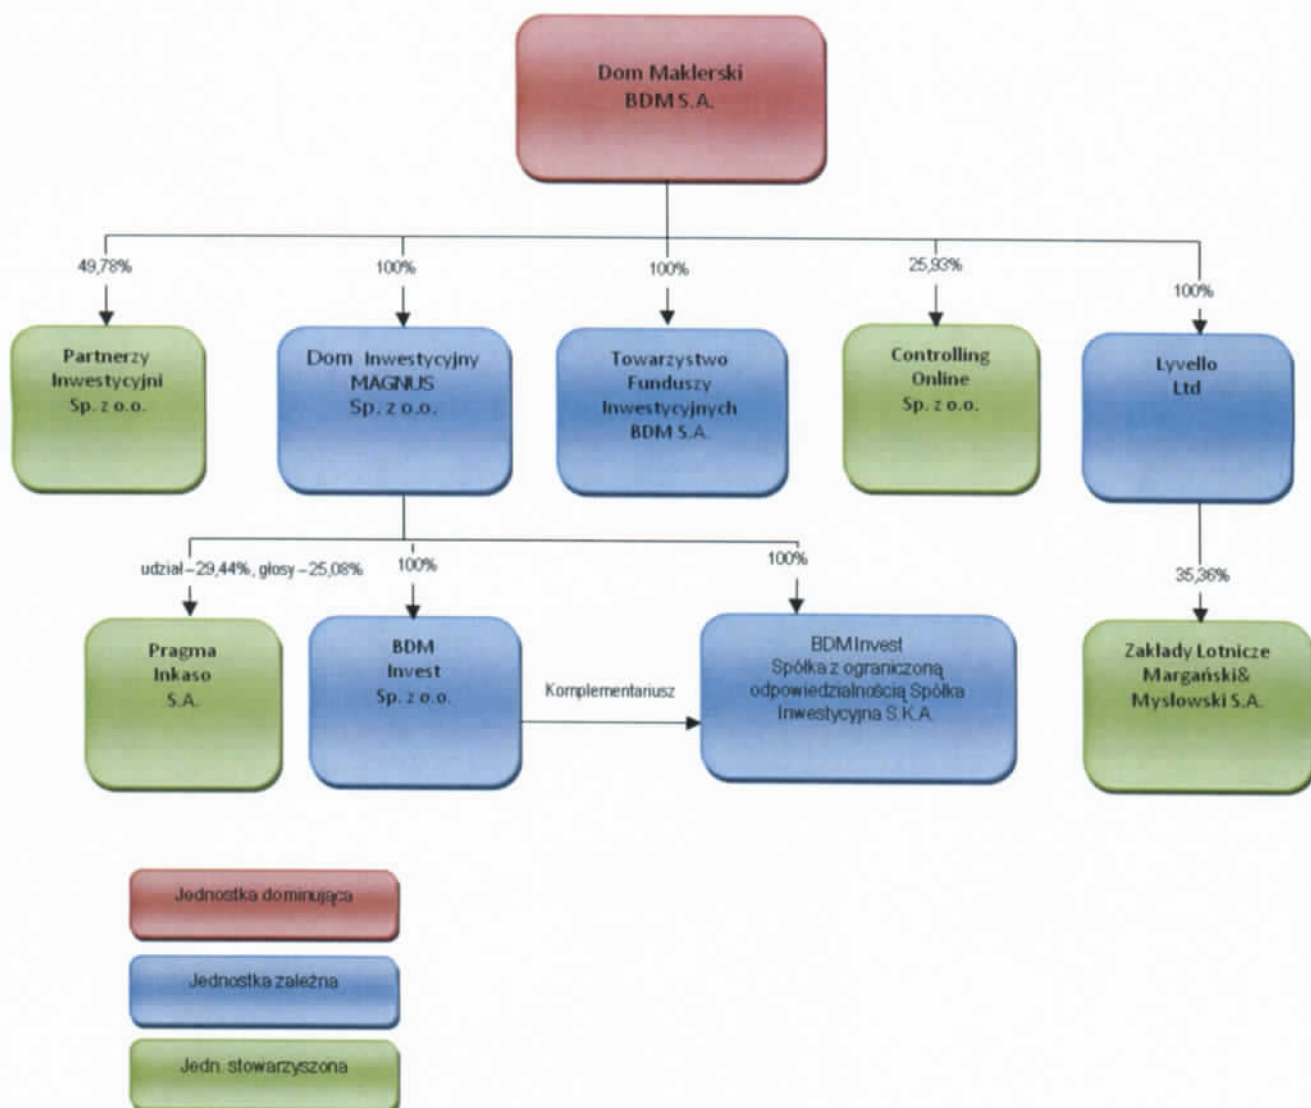 Dom Maklerski
BDM S.A.
49,78%
100%
100%
25,93%
100%
Partnerzy
Inwestycyjni
Sp. z o.o.
Dom Inwestycyjny
MAGNUS
Sp. z o.o.
Towarzystwo
Funduszy
Inwestycyjnych
BDM S.A.
Controlling
Online
Sp. z o.o.
Lyvello
Ltd
udział – 29,44%, głosy – 25,08%
100%
100%
35,36%
Pragma
Inkaso
S.A.
BDM
Invest
Sp. z o.o.
Komplementariusz
BDM Invest
Spółka z ograniczoną
odpowiedzialnością Spółka
Inwestycyjna S.K.A.
Zakłady Lotnicze
Margański&
Mysłowski S.A.
Jednostka dominująca
Jednostka zależna
Jedn. stowarzyszona